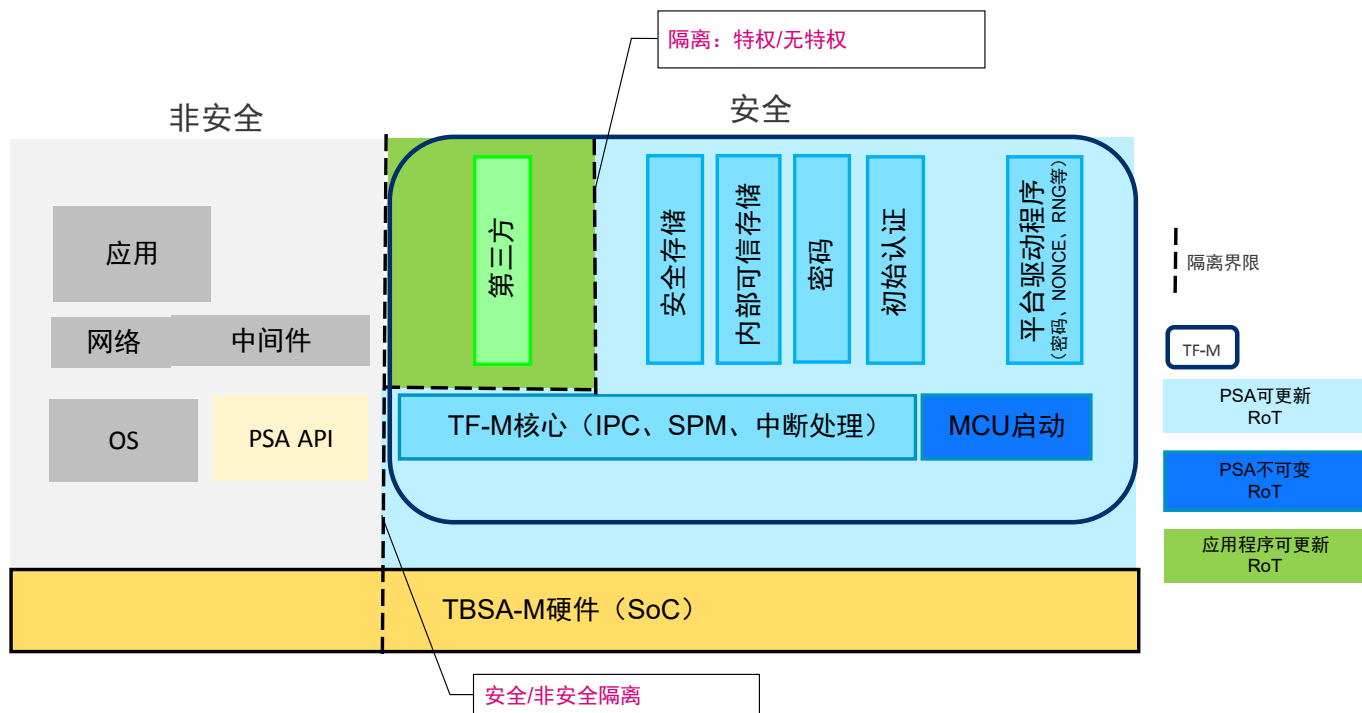 隔离：特权/无特权
非安全
安全
应用
网络
中间件
OS
PSA API
第三方
安全存储
内部可信存储
密码
初始认证
平台驱动程序
（密码、NONCE、RNG等）
TF-M核心（IPC、SPM、中断处理）
MCU启动
TBSA-M硬件（SoC）
安全/非安全隔离
隔离界限
TF-M
PSA可更新
RoT
PSA不可变
RoT
应用程序可更新
RoT